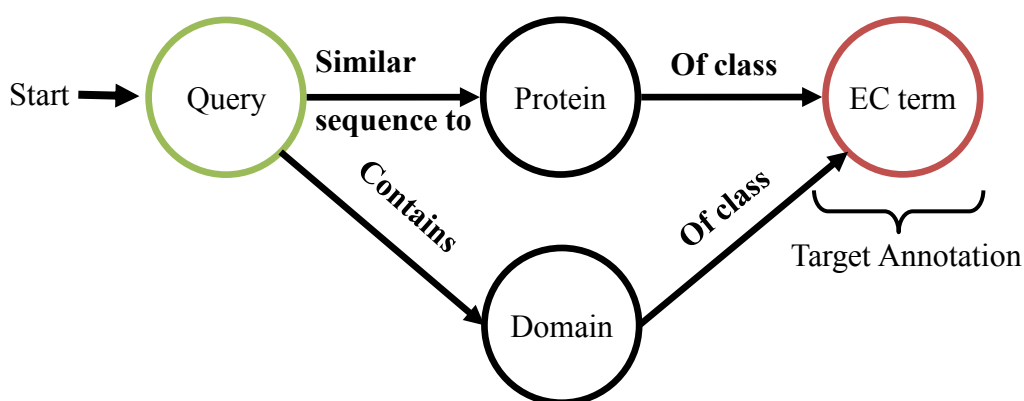 Start
Query
Similar
sequence to
Protein
Of class
EC term
Contains
Domain
Of class
Target Annotation